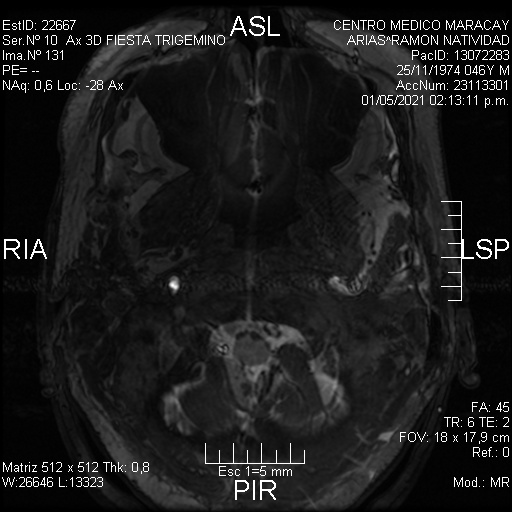 EstID: 22667
Ser.Nº 10 Ax 3D FIESTA TRIGEMINO
Ima.Nº 131
PE= --
NAq: 0,6 Loc: -28 Ax
ASL
CENTRO MEDICO MARACAY
ARIAS^RAMON NATIVIDAD
PacID: 13072283
25/11/1974 046Y M
AccNum: 23113301
01/05/2021 02:13:11 p.m.
RIA
LSP
FA: 45
TR: 6 TE: 2
FOV: 18 x 17,9 cm
Ref.: 0
Matriz 512 x 512 Thk: 0,8
W:26646 L:13323
Esc 1=5 mm
PIR
Mod.: MR